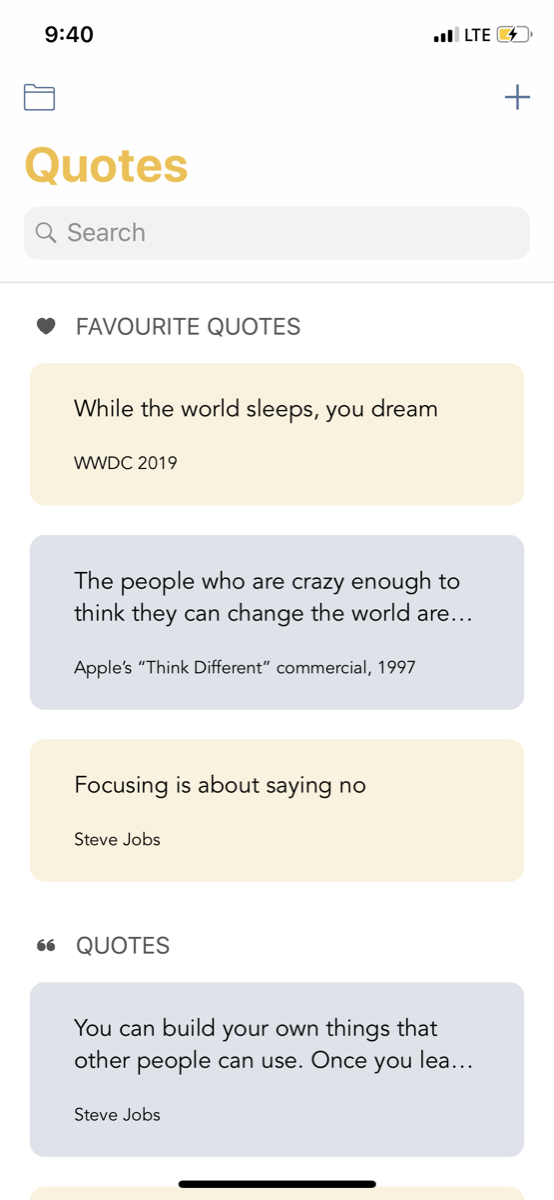 9:40
LTE
Quotes
Search
FAVOURITE QUOTES
While the world sleeps, you dream
WWDC 2019
The people who are crazy enough to
think they can change the world are…
Apple’s “Think Different” commercial, 1997
Focusing is about saying no
Steve Jobs
QUOTES
You can build your own things that
other people can use. Once you lea…
Steve Jobs